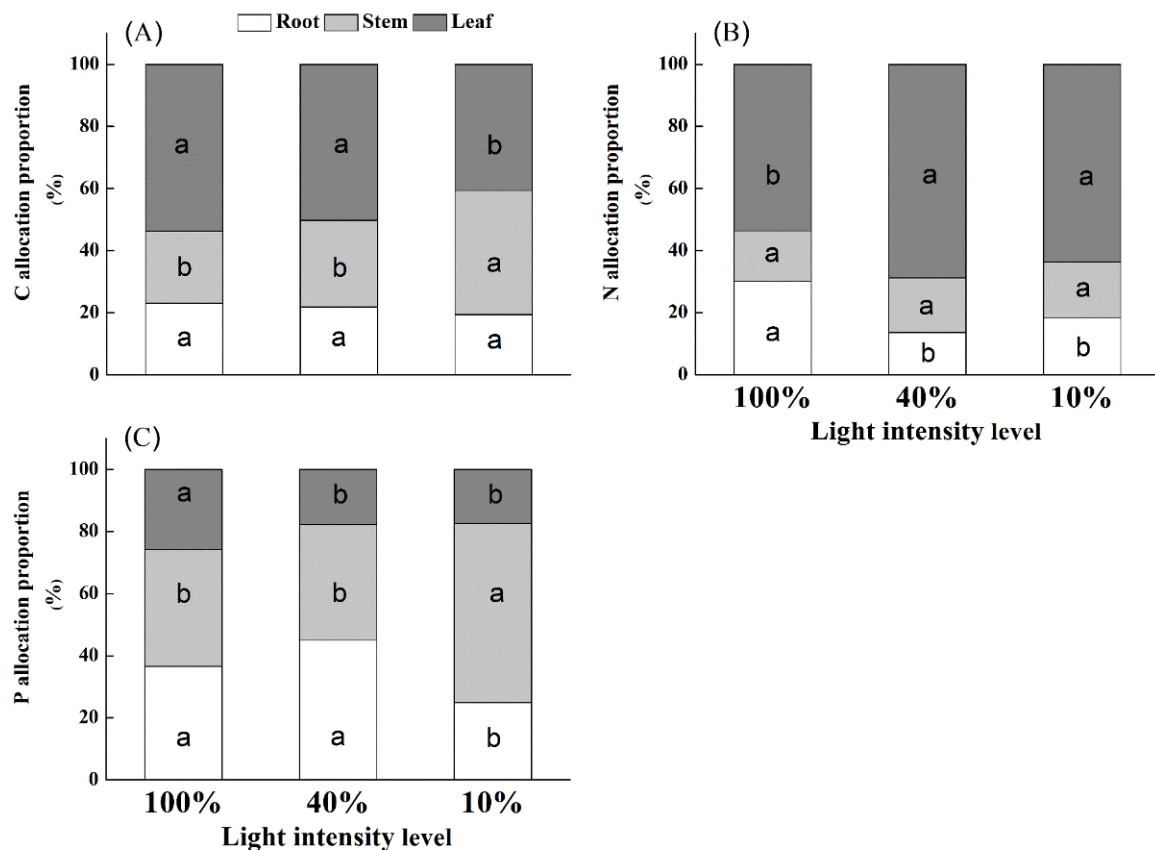 Root Stem Leaf
(A)
C allocation proportion
(%)
100
80
60
40
20
0
a a b
b b a
a a a
(B)
N allocation proportion
(%)
100
80
60
40
20
0
b a a
a a a
a b b
100% 40% 10%
Light intensity level
(C)
P allocation proportion
(%)
100
80
60
40
20
0
a b b
b b a
a a b
100% 40% 10%
Light intensity level